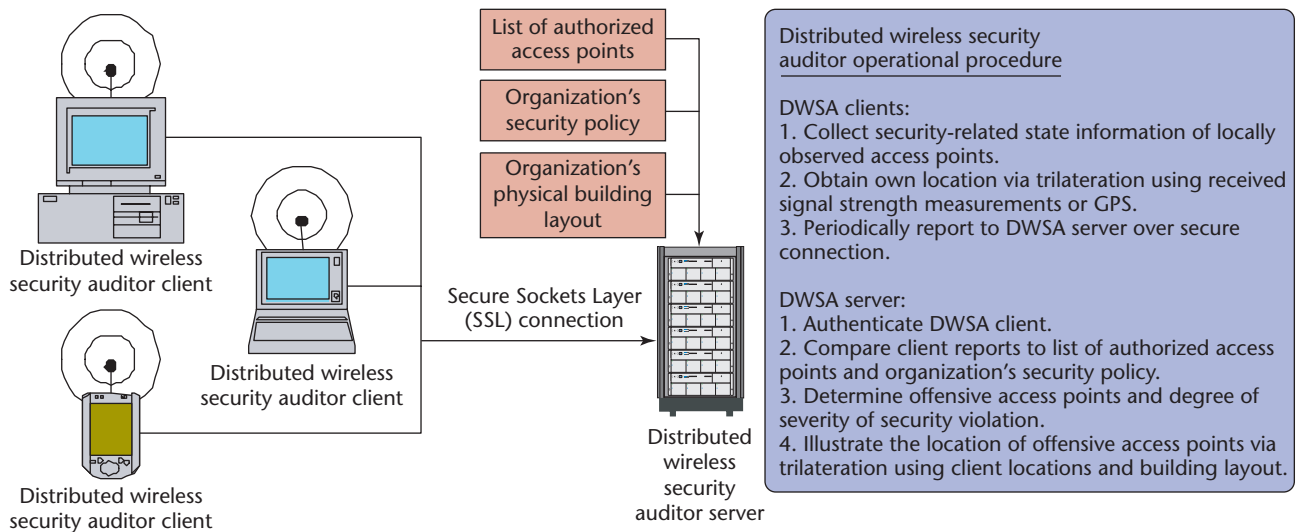 List of authorized
access points
Organization's
security policy
Organization's
physical building
layout
Distributed wireless
security auditor client
Distributed wireless
security auditor client
Distributed wireless
security auditor client
Secure Sockets Layer
(SSL) connection
Distributed
wireless
security
auditor server
Distributed wireless security
auditor operational procedure
DWSA clients:
1. Collect security-related state information of locally
observed access points.
2. Obtain own location via trilateration using received
signal strength measurements or GPS.
3. Periodically report to DWSA server over secure
connection.
DWSA server:
1. Authenticate DWSA client.
2. Compare client reports to list of authorized access
points and organization's security policy.
3. Determine offensive access points and degree of
severity of security violation.
4. Illustrate the location of offensive access points via
trilateration using client locations and building layout.